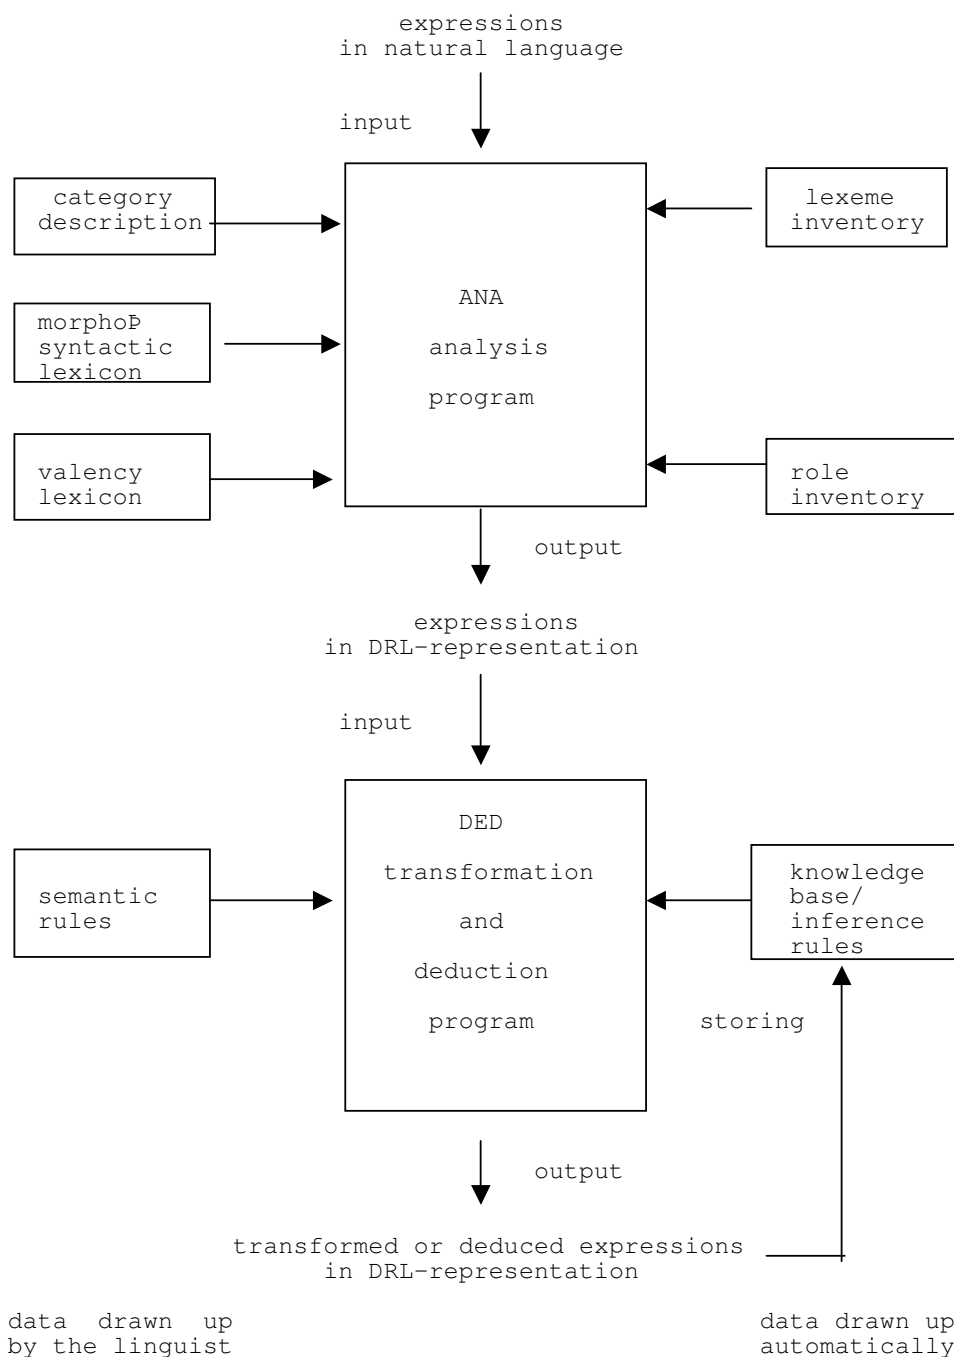 expressions
in natural language
input
category
description
lexeme
inventory
morphoÞ
syntactic
lexicon
ANA
analysis
program
valency
lexicon
role
inventory
output
expressions
in DRL-representation
input
DED
transformation
and
deduction
program
semantic
rules
knowledge
base/
inference
rules
storing
output
transformed or deduced expressions
in DRL-representation
data drawn up
by the linguist
data drawn up
automatically